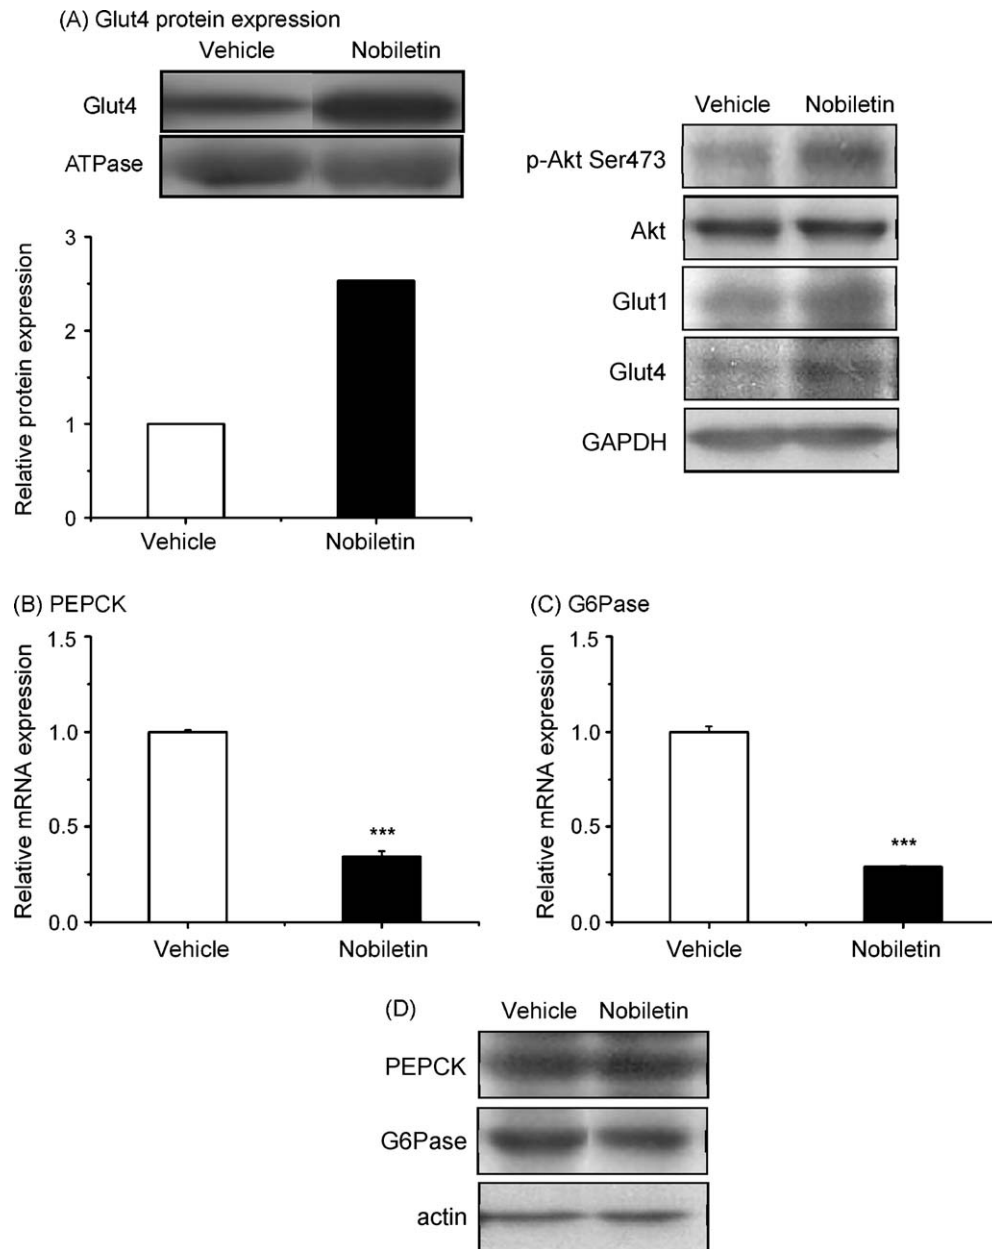 (A) Glut4 protein expression
Vehicle Nobiletin
Glut4
ATPase
Relative protein expression
3
2
1
0
Vehicle Nobiletin
Vehicle Nobiletin
p-Akt Ser473
Akt
Glut1
Glut4
GAPDH
(B) PEPCK
Relative mRNA expression
1.5
1.0
0.5
0.0
***
Vehicle Nobiletin
(C) G6Pase
Relative mRNA expression
1.5
1.0
0.5
0.0
***
Vehicle Nobiletin
(D)
Vehicle Nobiletin
PEPCK
G6Pase
actin